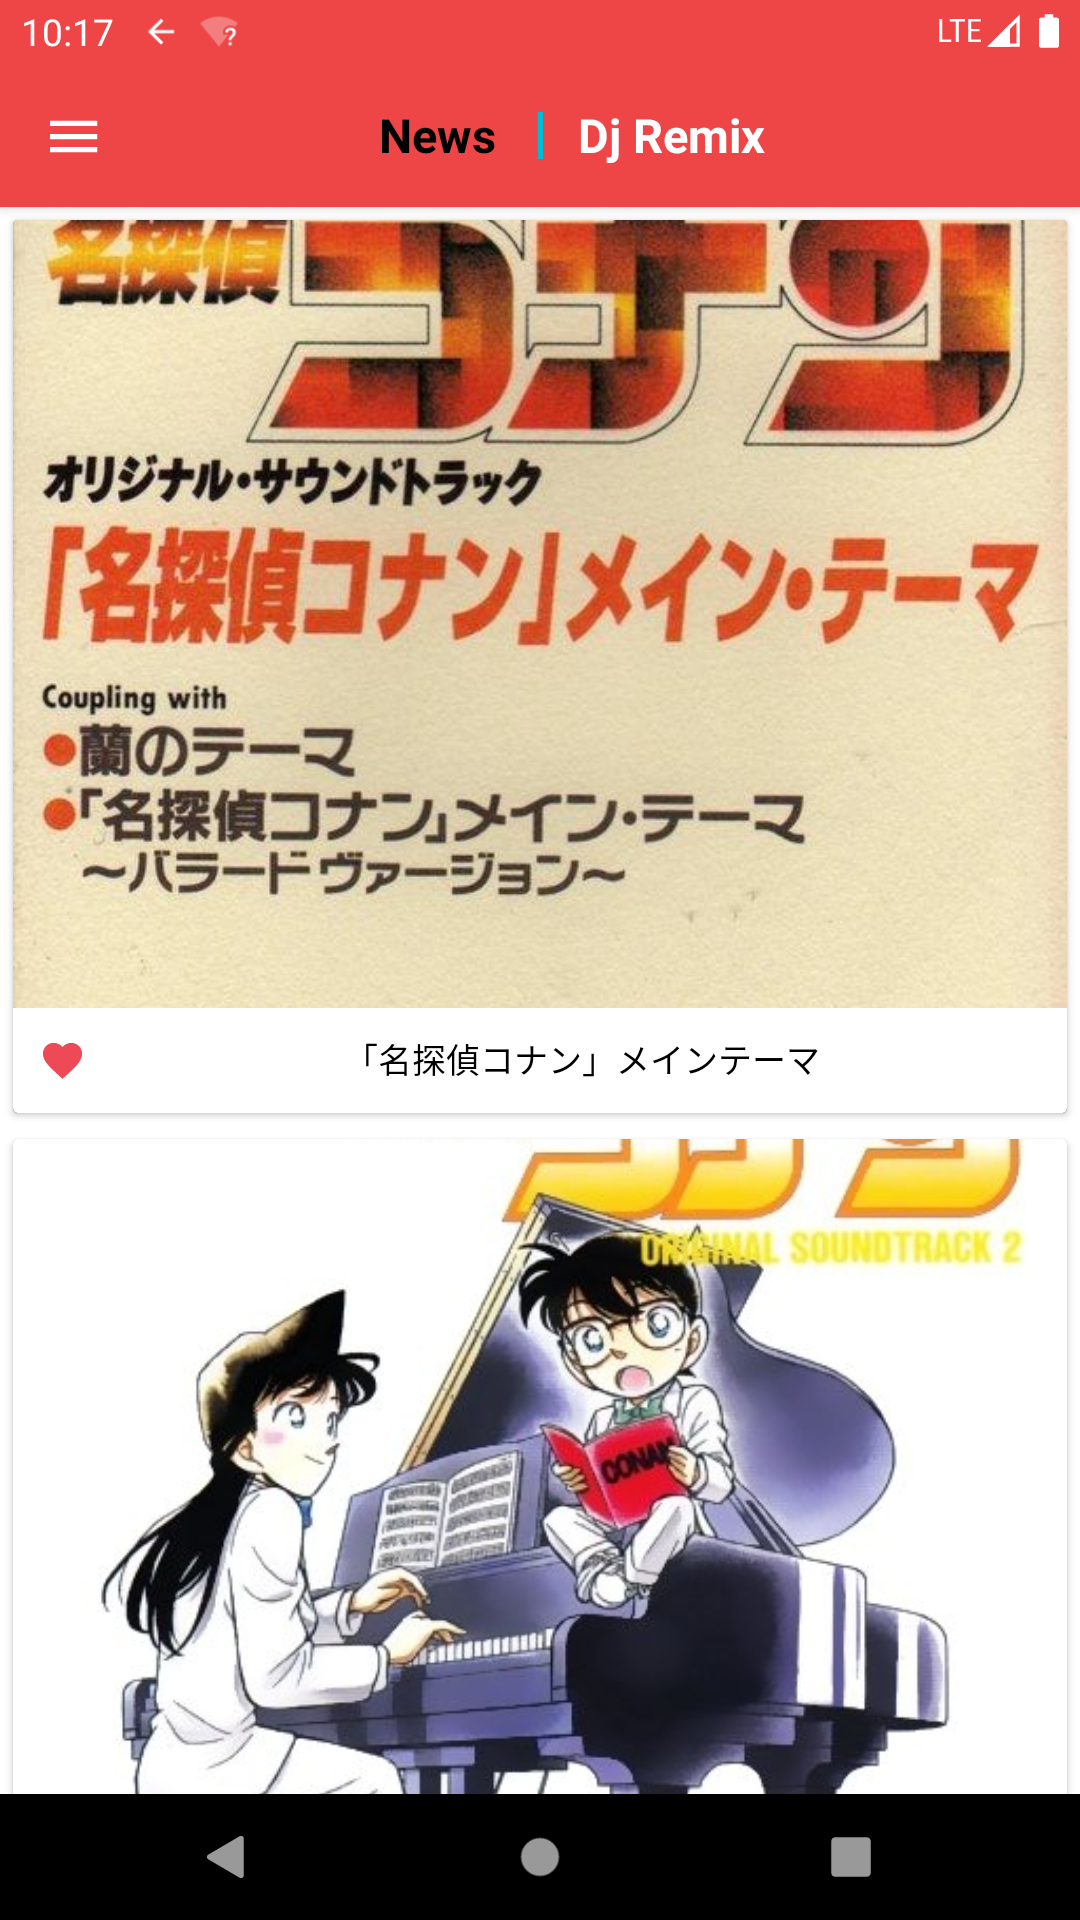 10:17
LTE
News
Dj Remix
名探偵
コナン
オリジナル・サウンドトラック
「名探偵コナン」メイン・テーマ
Coupling with
●蘭のテーマ
●「名探偵コナン」メイン・テーマ
〜バラード ヴァージョン〜
「名探偵コナン」メインテーマ
コナン
ORIGINAL SOUNDTRACK 2
CONAN